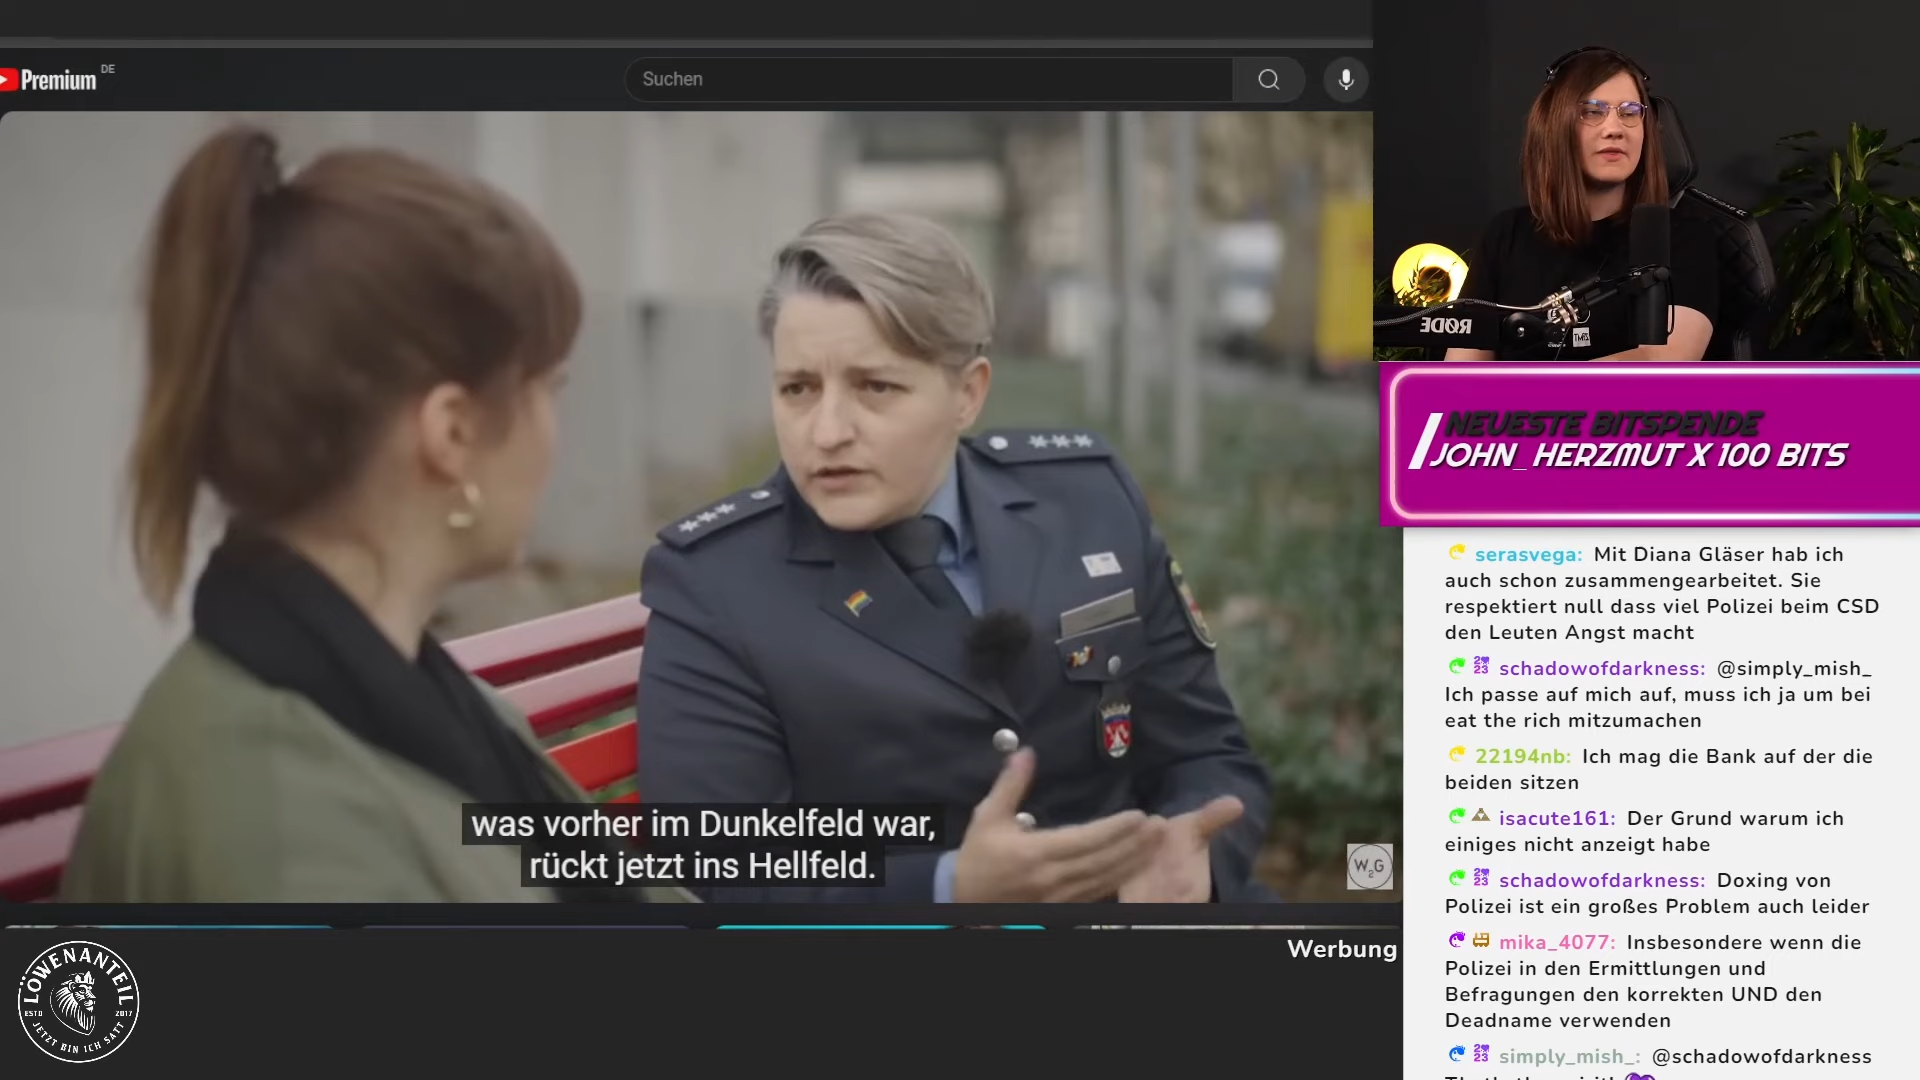 Premium DE
Suchen
was vorher im Dunkelfeld war,
rückt jetzt ins Hellfeld.
W2G
Werbung
LÖWENANTEIL
ESTD 2017
JETZT BIN ICH SATT
RØDE
NEUESTE BITSPENDE
JOHN_HERZMUT X 100 BITS
serasvega: Mit Diana Gläser hab ich
auch schon zusammengearbeitet. Sie
respektiert null dass viel Polizei beim CSD
den Leuten Angst macht
schadowofdarkness: @simply_mish_
Ich passe auf mich auf, muss ich ja um bei
eat the rich mitzumachen
22194nb: Ich mag die Bank auf der die
beiden sitzen
isacute161: Der Grund warum ich
einiges nicht anzeigt habe
schadowofdarkness: Doxing von
Polizei ist ein großes Problem auch leider
mika_4077: Insbesondere wenn die
Polizei in den Ermittlungen und
Befragungen den korrekten UND den
Deadname verwenden
simply_mish_: @schadowofdarkness